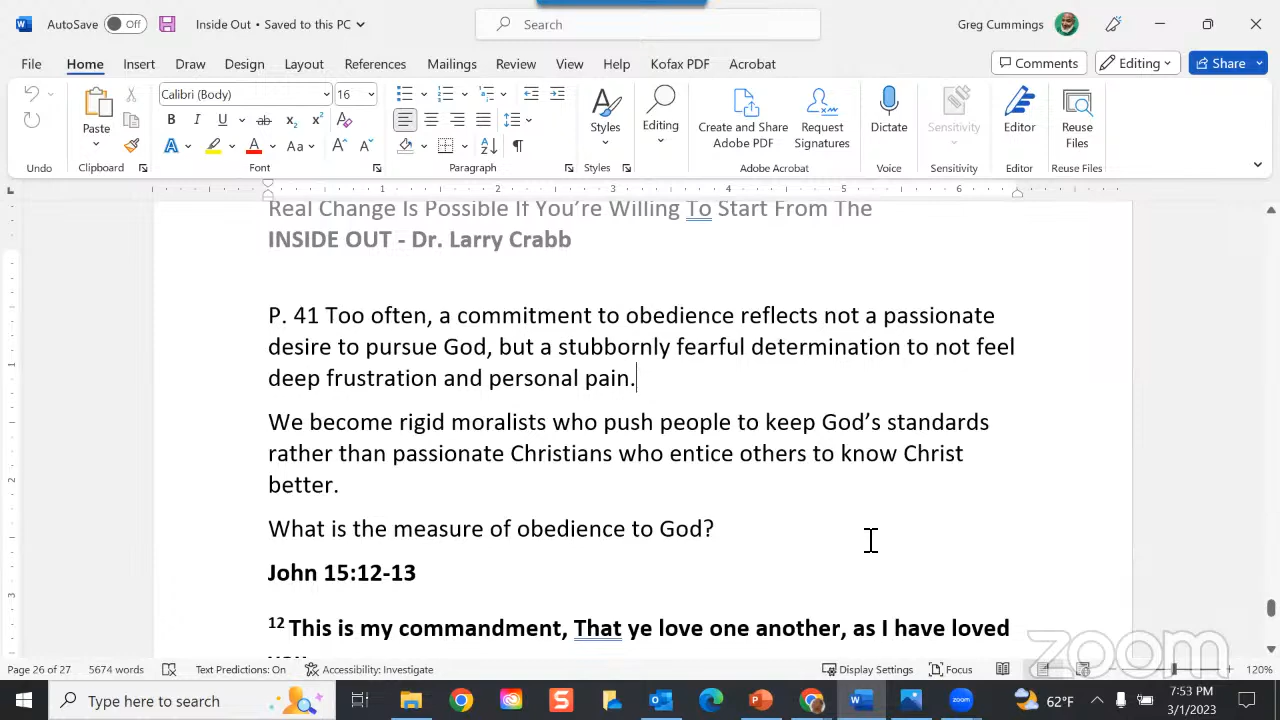 AutoSave Off Inside Out • Saved to this PC Search Greg Cummings
File Home Insert Draw Design Layout References Mailings Review View Help Kofax PDF Acrobat Comments Editing Share
Calibri (Body) 16
Paste Styles Editing Create and Share Adobe PDF Request Signatures Dictate Sensitivity Editor Reuse Files
Undo Clipboard Font Paragraph Styles Adobe Acrobat Voice Sensitivity Editor Reuse Files
1 2 3 4 5 6
Real Change Is Possible If You’re Willing To Start From The
INSIDE OUT - Dr. Larry Crabb
P. 41 Too often, a commitment to obedience reflects not a passionate
desire to pursue God, but a stubbornly fearful determination to not feel
deep frustration and personal pain.
We become rigid moralists who push people to keep God’s standards
rather than passionate Christians who entice others to know Christ
better.
What is the measure of obedience to God?
John 15:12-13
12 This is my commandment, That ye love one another, as I have loved
zoom
Page 26 of 27 5674 words Text Predictions: On Accessibility: Investigate Display Settings Focus 120%
Type here to search 62°F 7:53 PM
3/1/2023